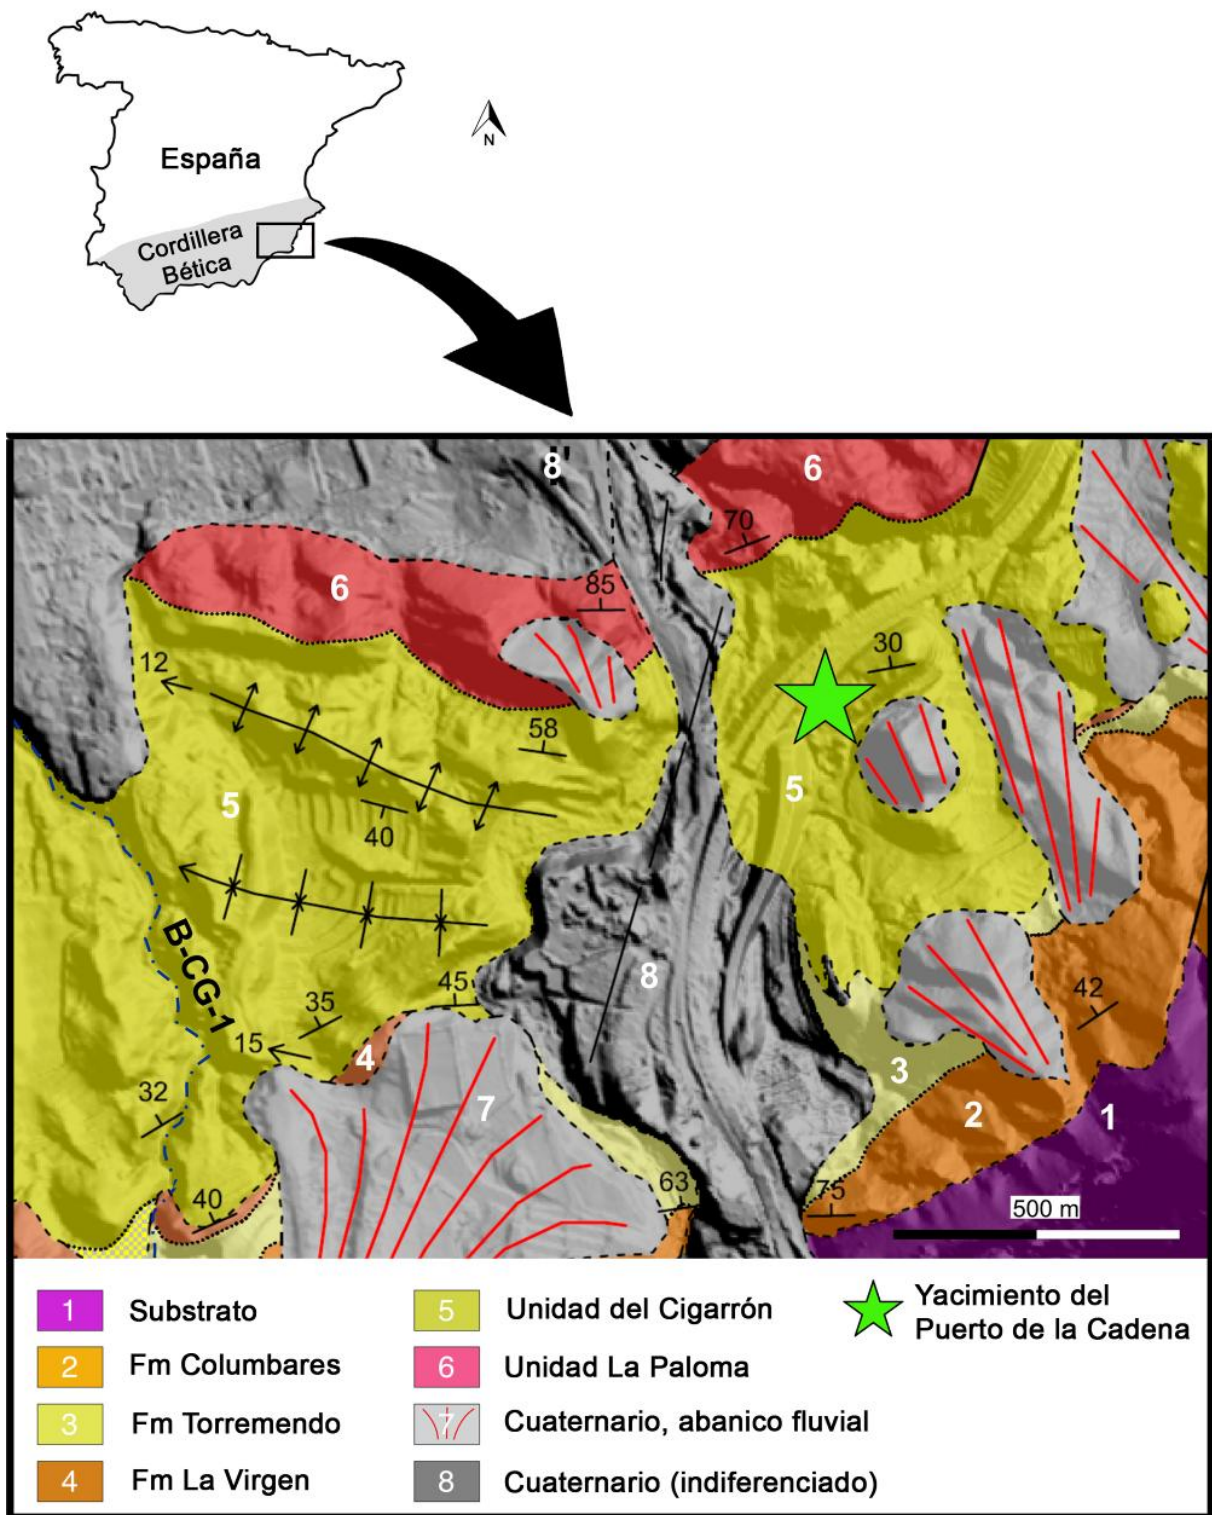 España
N
Cordillera
Bética
8
6
70
6
85
12
30
58
5
5
40
B-CG-1
45
8
35
15
4
42
3
32
7
2
1
63
75
40
500 m
1 Substrato
2 Fm Columbares
3 Fm Torremendo
4 Fm La Virgen
5 Unidad del Cigarrón
6 Unidad La Paloma
7 Cuaternario, abanico fluvial
8 Cuaternario (indiferenciado)
Yacimiento del
Puerto de la Cadena